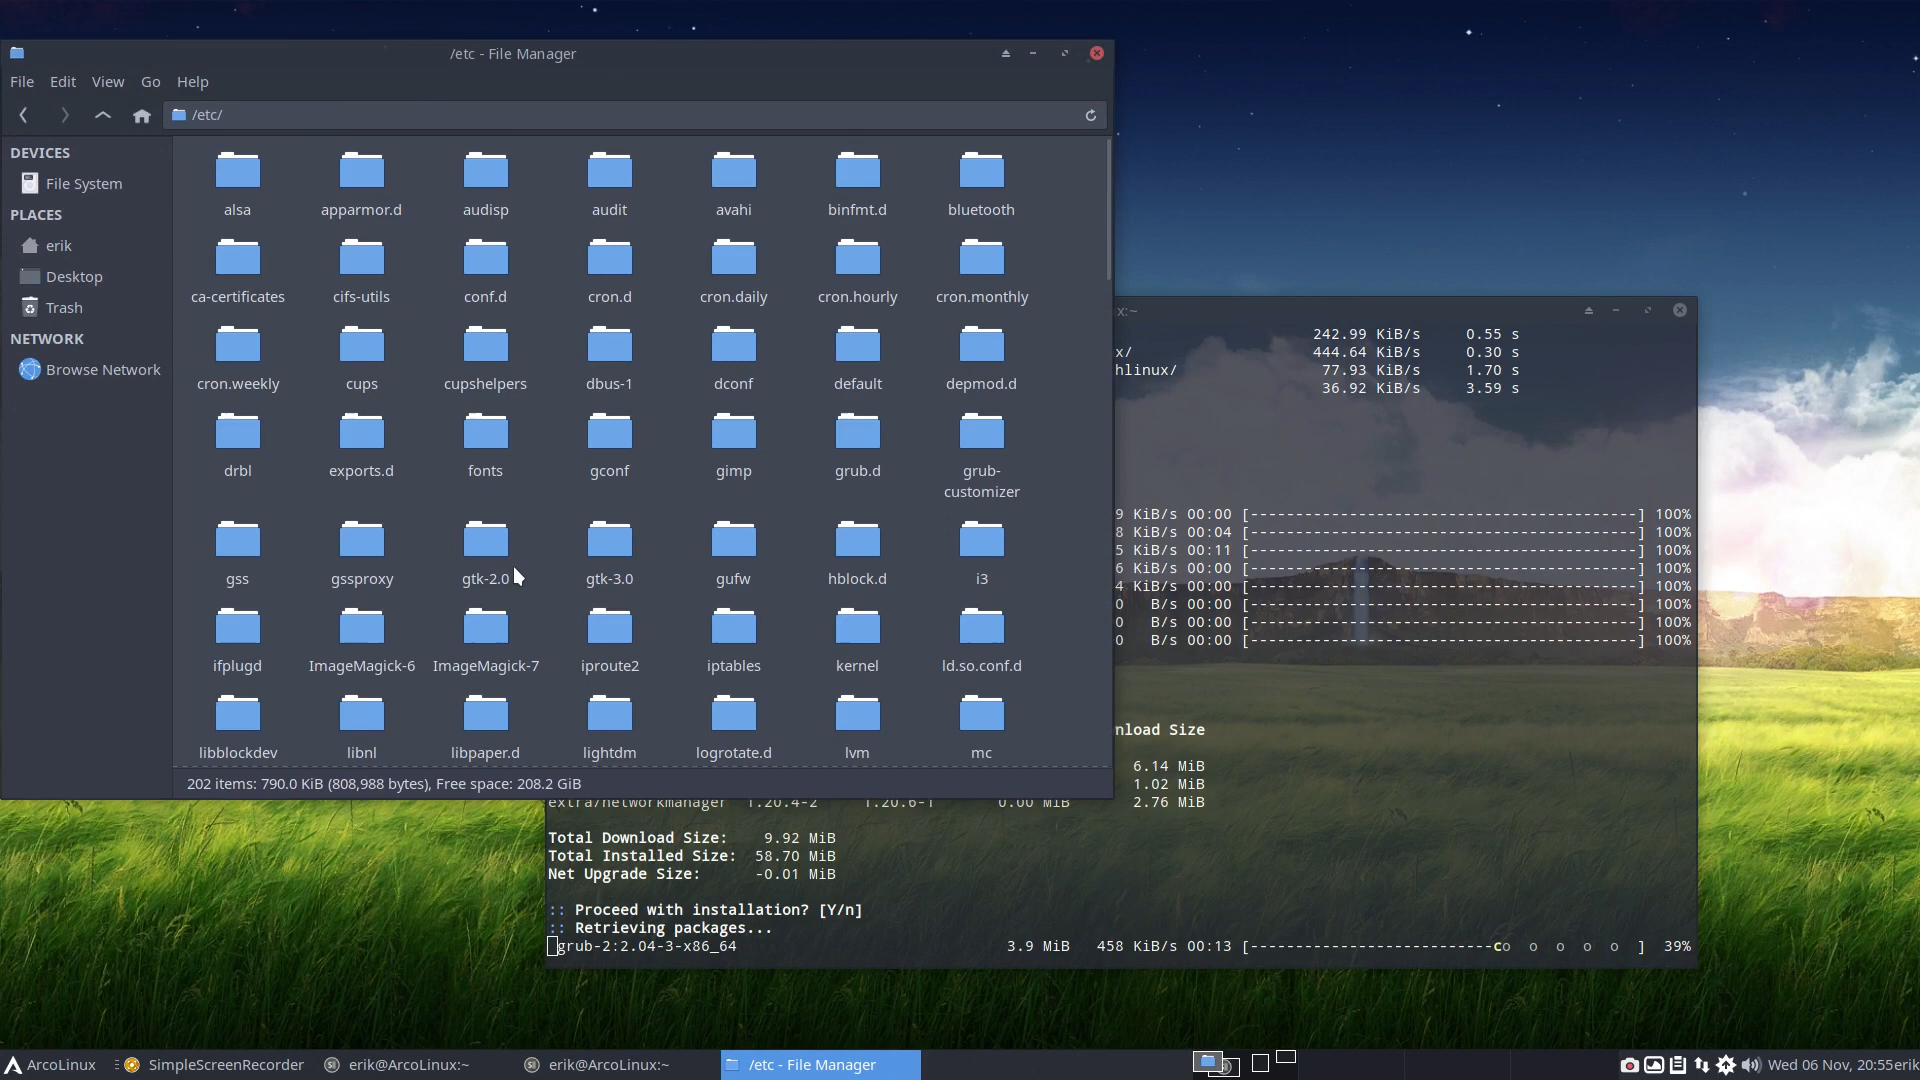 /etc - File Manager
File Edit View Go Help
/etc/
DEVICES
File System
PLACES
erik
Desktop
Trash
NETWORK
Browse Network
alsa apparmor.d audisp audit avahi binfmt.d bluetooth
ca-certificates cifs-utils conf.d cron.d cron.daily cron.hourly cron.monthly
cron.weekly cups cupshelpers dbus-1 dconf default depmod.d
drbl exports.d fonts gconf gimp grub.d grub-
customizer
gss gssproxy gtk-2.0 gtk-3.0 gufw hblock.d i3
ifplugd ImageMagick-6 ImageMagick-7 iproute2 iptables kernel ld.so.conf.d
libblockdev libnl libpaper.d lightdm logrotate.d lvm mc
202 items: 790.0 KiB (808,988 bytes), Free space: 208.2 GiB
x:~
242.99 KiB/s 0.55 s
x/ 444.64 KiB/s 0.30 s
hlinux/ 77.93 KiB/s 1.70 s
36.92 KiB/s 3.59 s
9 KiB/s 00:00 [------------------------------------------] 100%
8 KiB/s 00:04 [------------------------------------------] 100%
5 KiB/s 00:11 [------------------------------------------] 100%
6 KiB/s 00:00 [------------------------------------------] 100%
4 KiB/s 00:00 [------------------------------------------] 100%
0 B/s 00:00 [------------------------------------------] 100%
0 B/s 00:00 [------------------------------------------] 100%
0 B/s 00:00 [------------------------------------------] 100%
nload Size
6.14 MiB
1.02 MiB
extra/networkmanager 1.20.4-2 1.20.6-1 0.00 MiB 2.76 MiB
Total Download Size: 9.92 MiB
Total Installed Size: 58.70 MiB
Net Upgrade Size: -0.01 MiB
:: Proceed with installation? [Y/n]
:: Retrieving packages...
grub-2:2.04-3-x86_64 3.9 MiB 458 KiB/s 00:13 [---------------------------co o o o o ] 39%
ArcoLinux SimpleScreenRecorder erik@ArcoLinux:~ erik@ArcoLinux:~ /etc - File Manager Wed 06 Nov, 20:55 erik